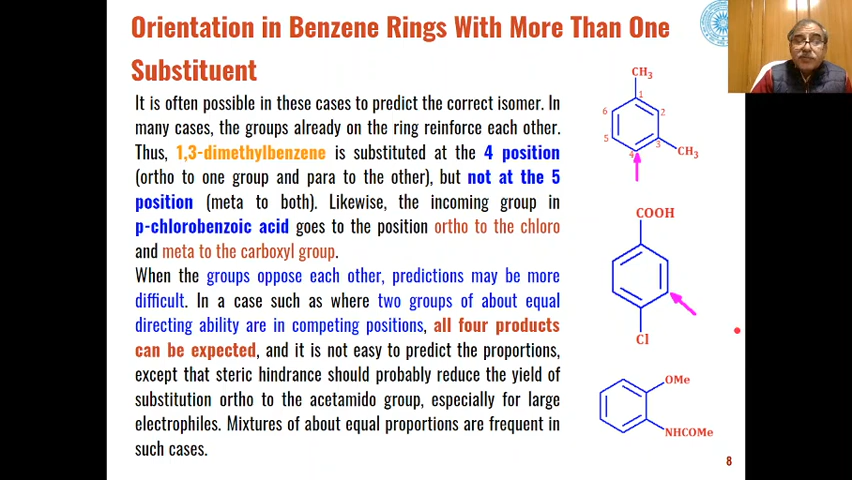 Orientation in Benzene Rings With More Than One
Substituent
It is often possible in these cases to predict the correct isomer. In
many cases, the groups already on the ring reinforce each other.
Thus, 1,3-dimethylbenzene is substituted at the 4 position
(ortho to one group and para to the other), but not at the 5
position (meta to both). Likewise, the incoming group in
p-chlorobenzoic acid goes to the position ortho to the chloro
and meta to the carboxyl group.
When the groups oppose each other, predictions may be more
difficult. In a case such as where two groups of about equal
directing ability are in competing positions, all four products
can be expected, and it is not easy to predict the proportions,
except that steric hindrance should probably reduce the yield of
substitution ortho to the acetamido group, especially for large
electrophiles. Mixtures of about equal proportions are frequent in
such cases.
CH3
1
6
2
5
3
4
CH3
COOH
Cl
OMe
NHCOMe
8